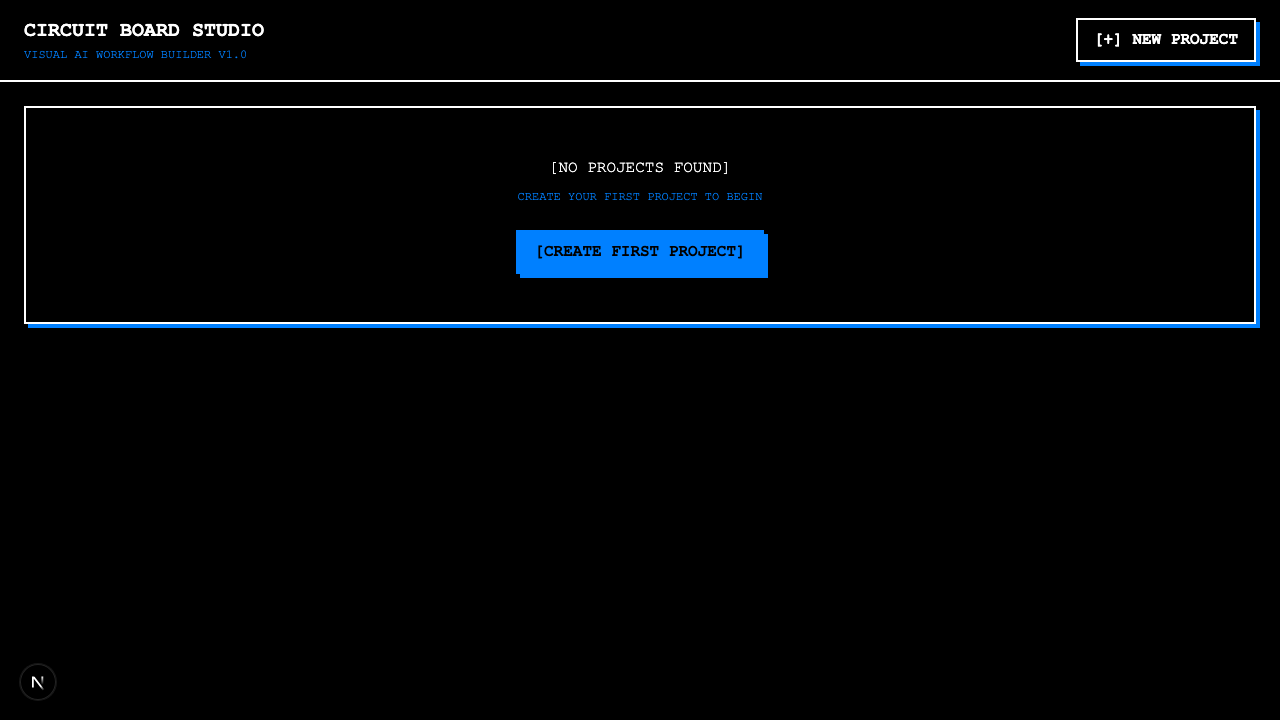 CIRCUIT BOARD STUDIO
VISUAL AI WORKFLOW BUILDER V1.0
[+] NEW PROJECT
[NO PROJECTS FOUND]
CREATE YOUR FIRST PROJECT TO BEGIN
[CREATE FIRST PROJECT]
N